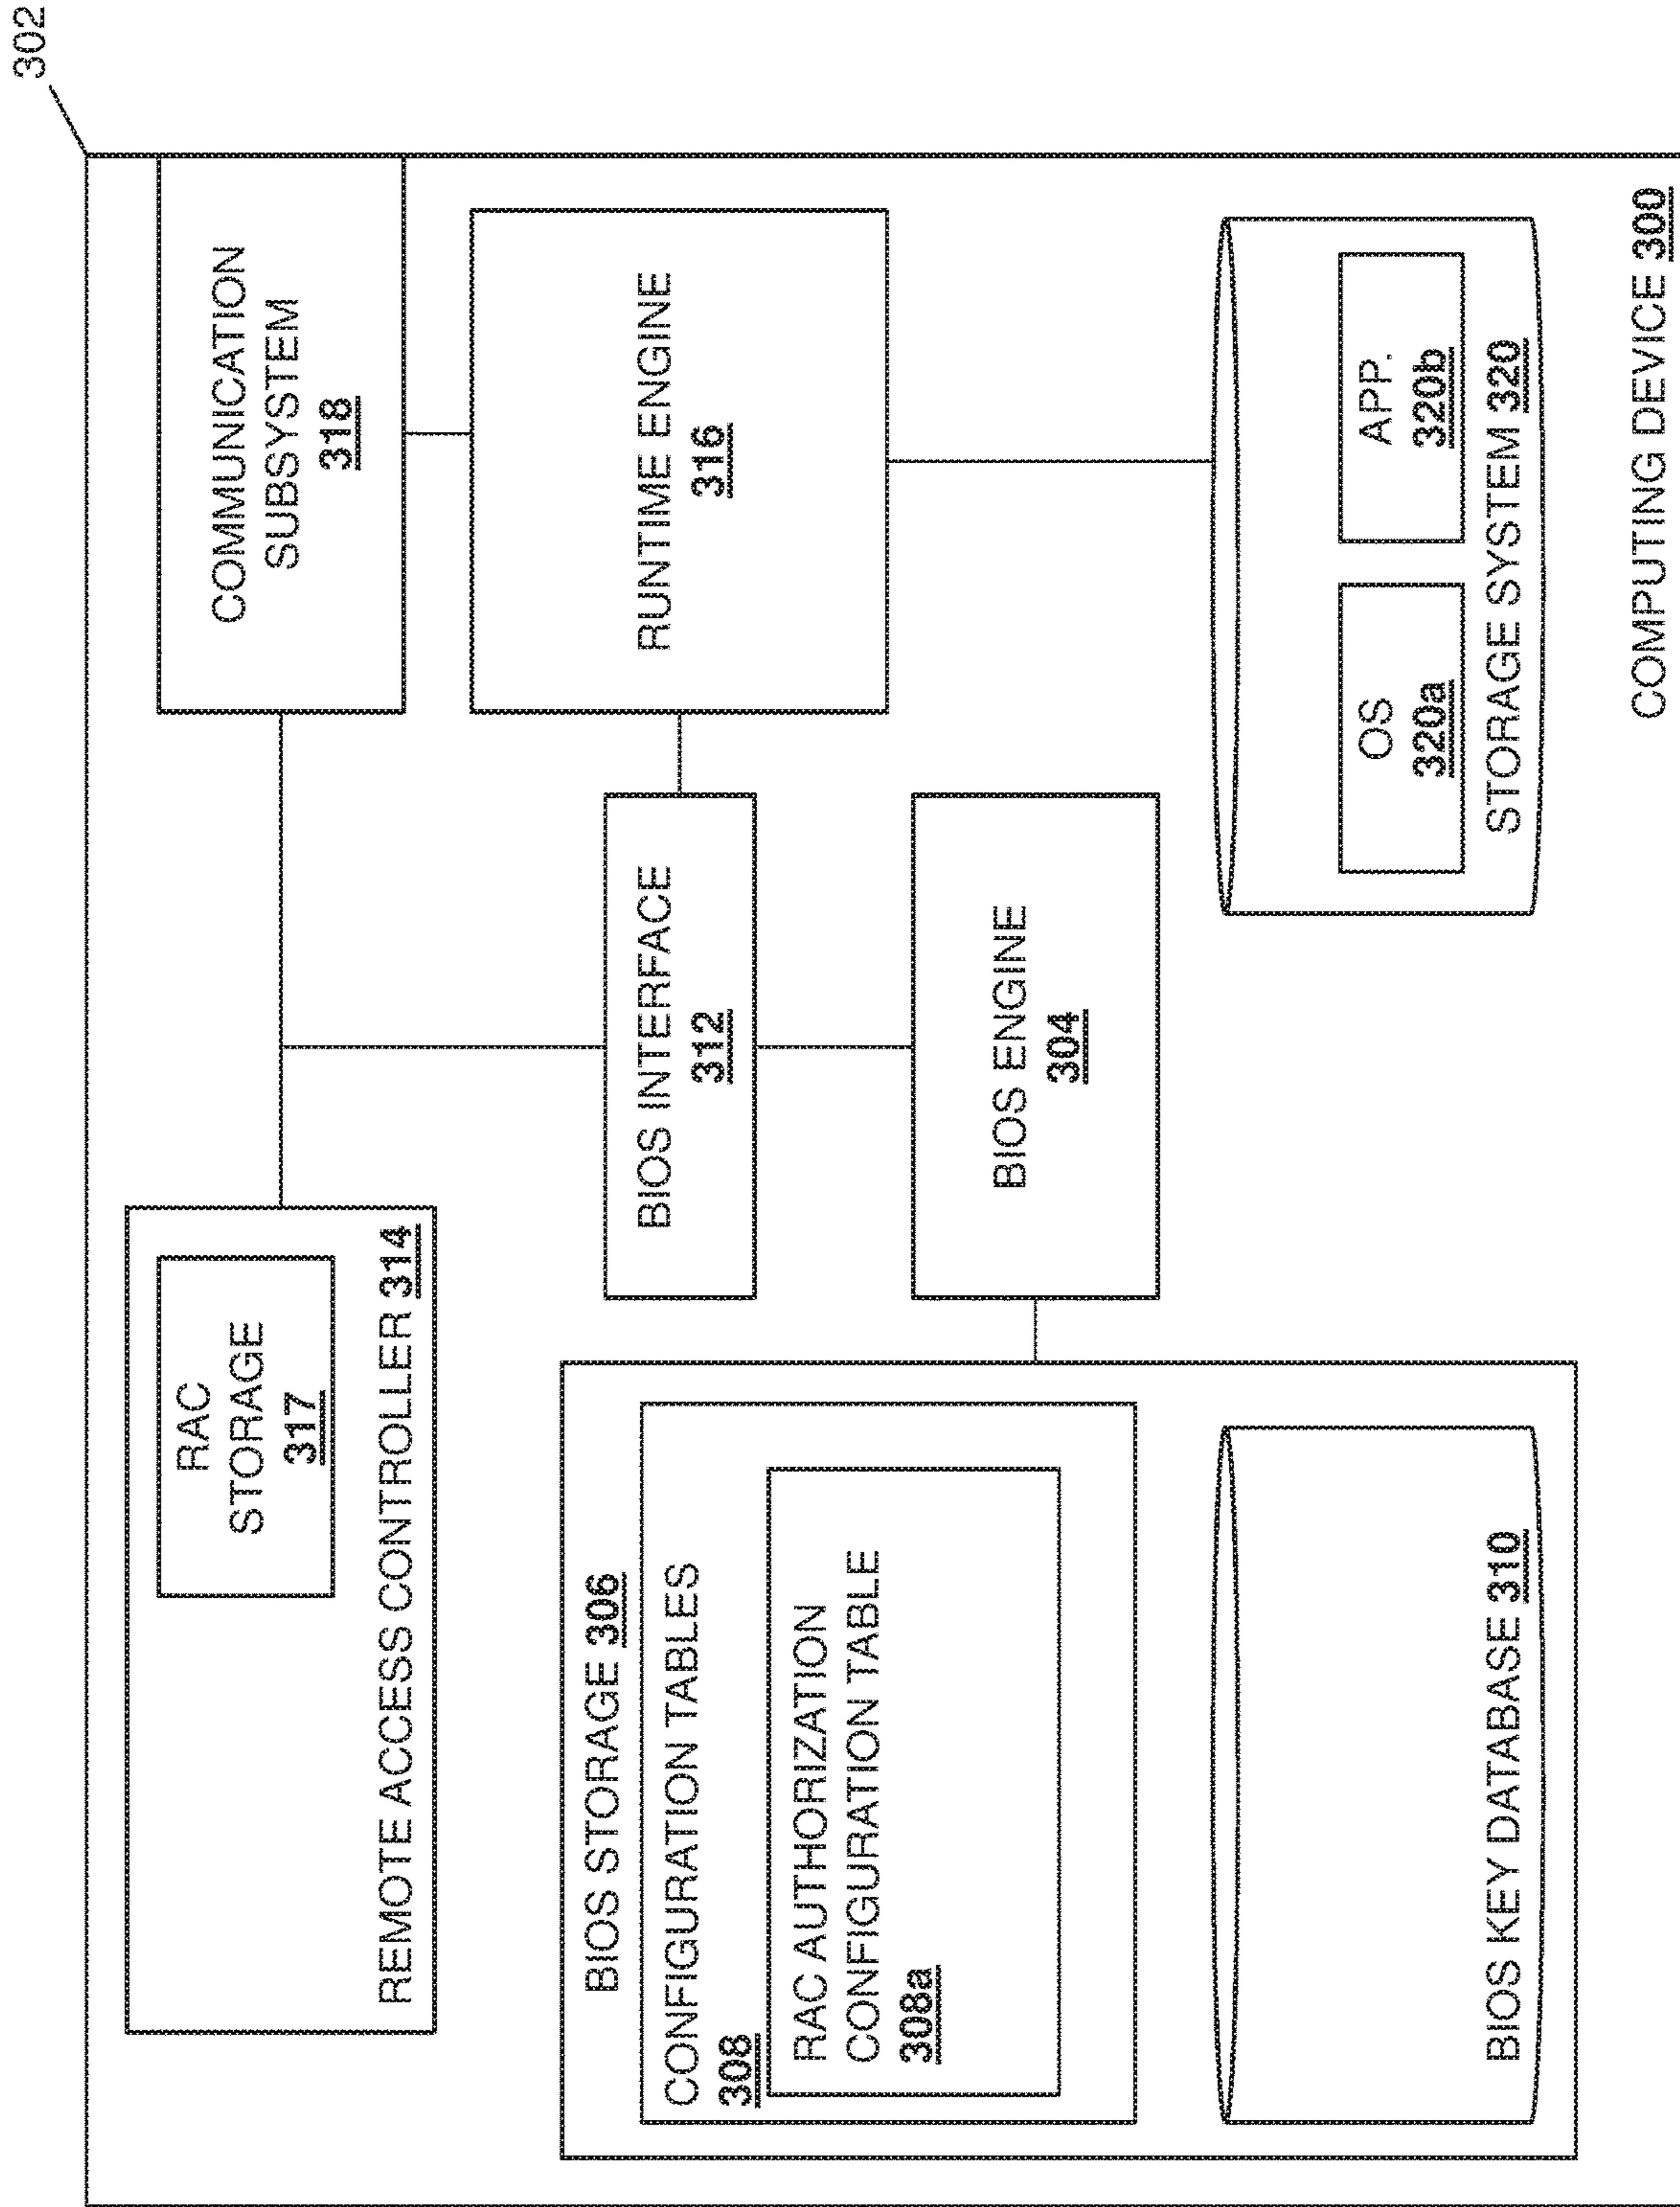 302
RAC
STORAGE
317
REMOTE ACCESS CONTROLLER 314
COMMUNICATION
SUBSYSTEM
318
BIOS STORAGE 306
CONFIGURATION TABLES
308
RAC AUTHORIZATION
CONFIGURATION TABLE
308a
BIOS KEY DATABASE 310
BIOS INTERFACE
312
BIOS ENGINE
304
RUNTIME ENGINE
316
OS
320a
APP.
320b
STORAGE SYSTEM 320
COMPUTING DEVICE 300